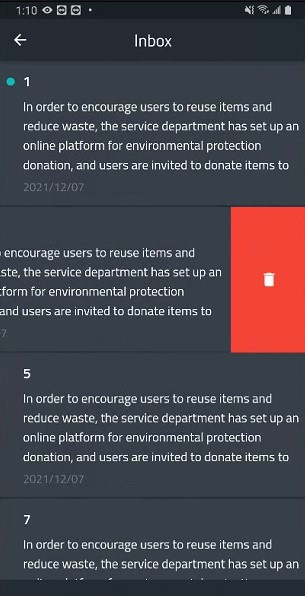 1:10
Inbox
1
In order to encourage users to reuse items and
reduce waste, the service department has set up an
online platform for environmental protection
donation, and users are invited to donate items to
2021/12/07
encourage users to reuse items and
the service department has set up an
for environmental protection
and users are invited to donate items to
5
In order to encourage users to reuse items and
reduce waste, the service department has set up an
online platform for environmental protection
donation, and users are invited to donate items to
2021/12/07
7
In order to encourage users to reuse items and
reduce waste, the service department has set up an